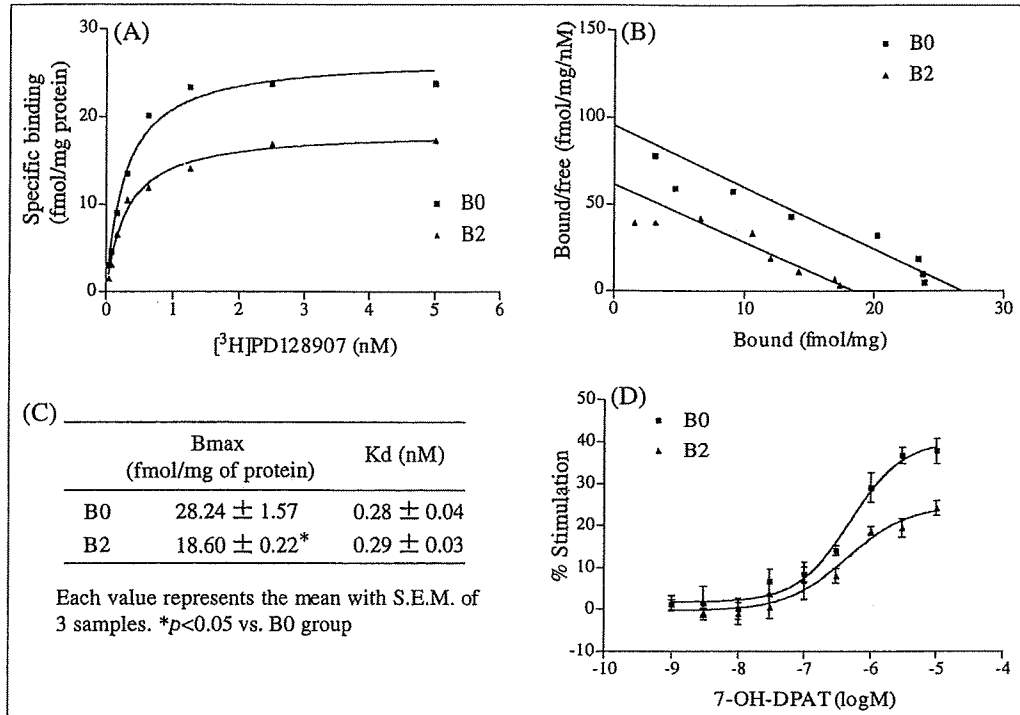 (A)
Specific binding
(fmol/mg protein)
30
20
10
0
0 1 2 3 4 5 6
[³H]PD128907 (nM)
B0
B2
(B)
Bound/free (fmol/mg/nM)
150
100
50
0
0 10 20 30
Bound (fmol/mg)
B0
B2
(C)
Bmax Kd (nM)
(fmol/mg of protein)
B0 28.24 ± 1.57 0.28 ± 0.04
B2 18.60 ± 0.22* 0.29 ± 0.03
Each value represents the mean with S.E.M. of
3 samples. *p<0.05 vs. B0 group
(D)
B0
B2
% Stimulation
50
40
30
20
10
0
-10
-10 -9 -8 -7 -6 -5 -4
7-OH-DPAT (logM)